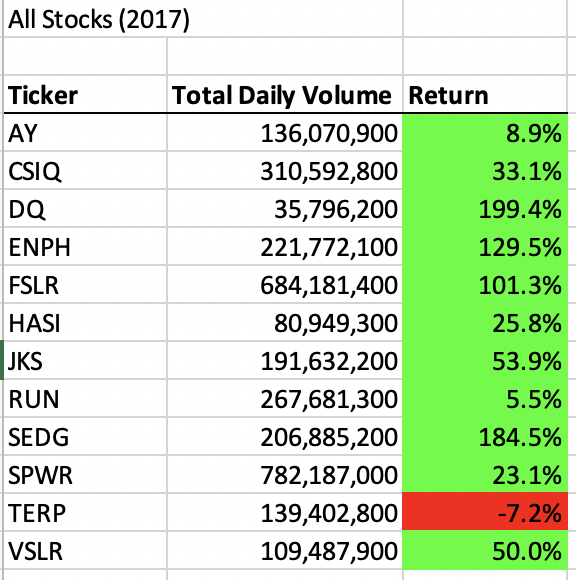 All Stocks (2017)
Ticker Total Daily Volume Return
AY 136,070,900 8.9%
CSIQ 310,592,800 33.1%
DQ 35,796,200 199.4%
ENPH 221,772,100 129.5%
FSLR 684,181,400 101.3%
HASI 80,949,300 25.8%
JKS 191,632,200 53.9%
RUN 267,681,300 5.5%
SEDG 206,885,200 184.5%
SPWR 782,187,000 23.1%
TERP 139,402,800 -7.2%
VSLR 109,487,900 50.0%